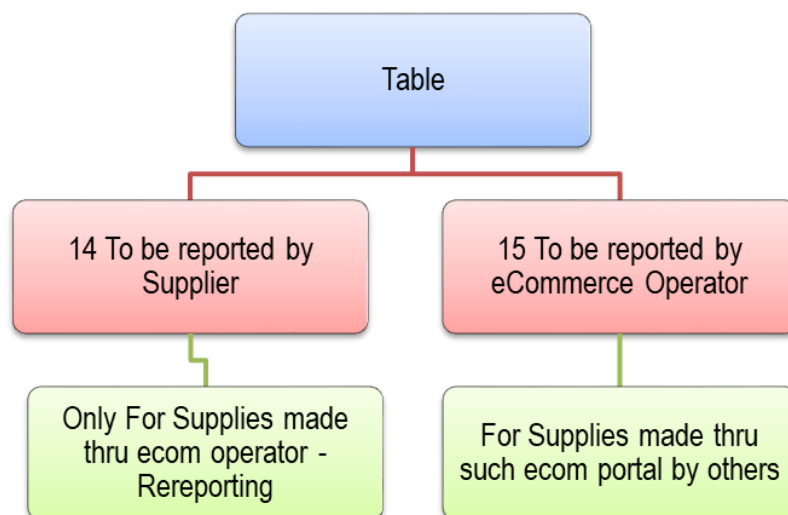 Table
14 To be reported by
Supplier
15 To be reported by
eCommerce Operator
Only For Supplies made
thru ecom operator -
Rereporting
For Supplies made thru
such ecom portal by others